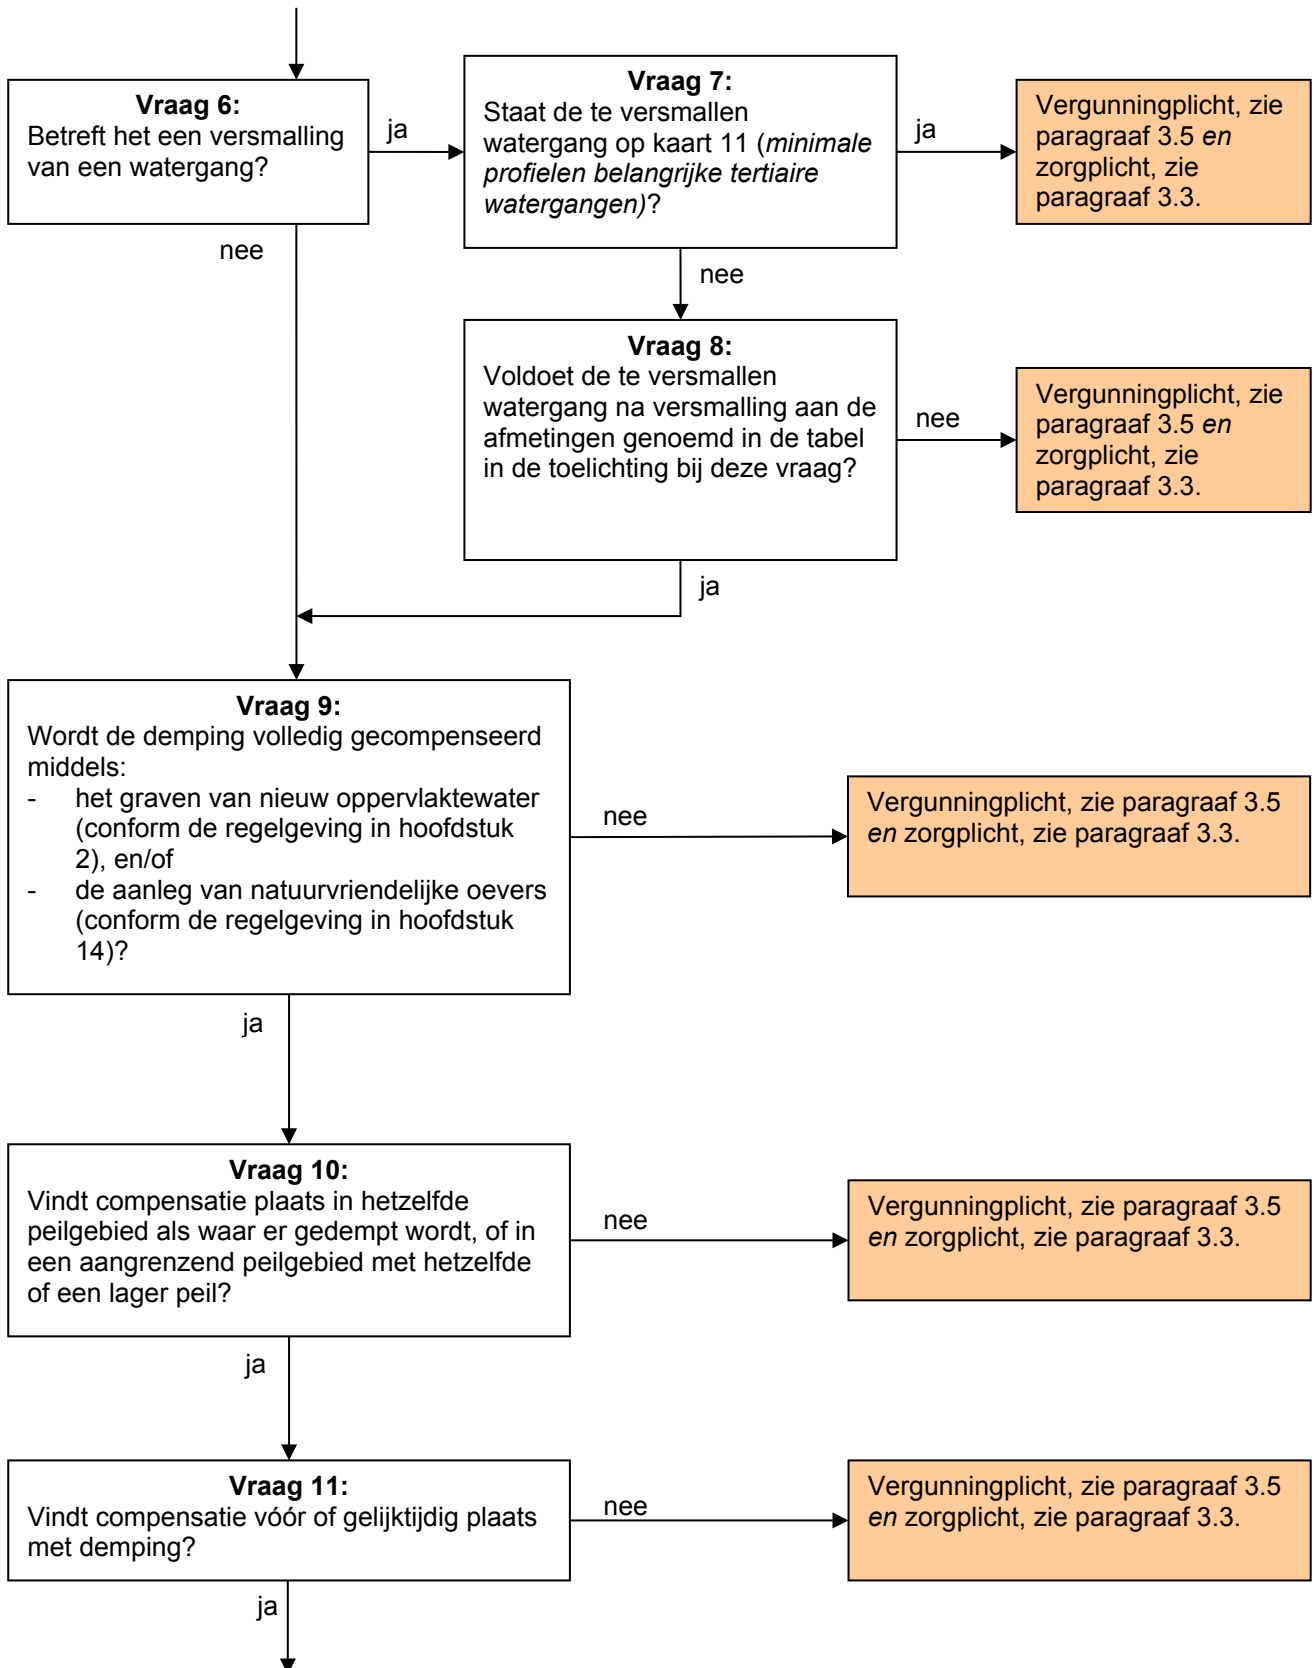 Vraag 6:
Betreft het een versmalling
van een watergang?
ja
nee
Vraag 7:
Staat de te versmallen
watergang op kaart 11 (minimale
profielen belangrijke tertiaire
watergangen)?
ja
Vergunningplicht, zie
paragraaf 3.5 en
zorgplicht, zie
paragraaf 3.3.
nee
Vraag 8:
Voldoet de te versmallen
watergang na versmalling aan de
afmetingen genoemd in de tabel
in de toelichting bij deze vraag?
nee
Vergunningplicht, zie
paragraaf 3.5 en
zorgplicht, zie
paragraaf 3.3.
ja
Vraag 9:
Wordt de demping volledig gecompenseerd
middels:
- het graven van nieuw oppervlaktewater
(conform de regelgeving in hoofdstuk
2), en/of
- de aanleg van natuurvriendelijke oevers
(conform de regelgeving in hoofdstuk
14)?
nee
Vergunningplicht, zie paragraaf 3.5
en zorgplicht, zie paragraaf 3.3.
ja
Vraag 10:
Vindt compensatie plaats in hetzelfde
peilgebied als waar er gedempt wordt, of in
een aangrenzend peilgebied met hetzelfde
of een lager peil?
nee
Vergunningplicht, zie paragraaf 3.5
en zorgplicht, zie paragraaf 3.3.
ja
Vraag 11:
Vindt compensatie vóór of gelijktijdig plaats
met demping?
nee
Vergunningplicht, zie paragraaf 3.5
en zorgplicht, zie paragraaf 3.3.
ja